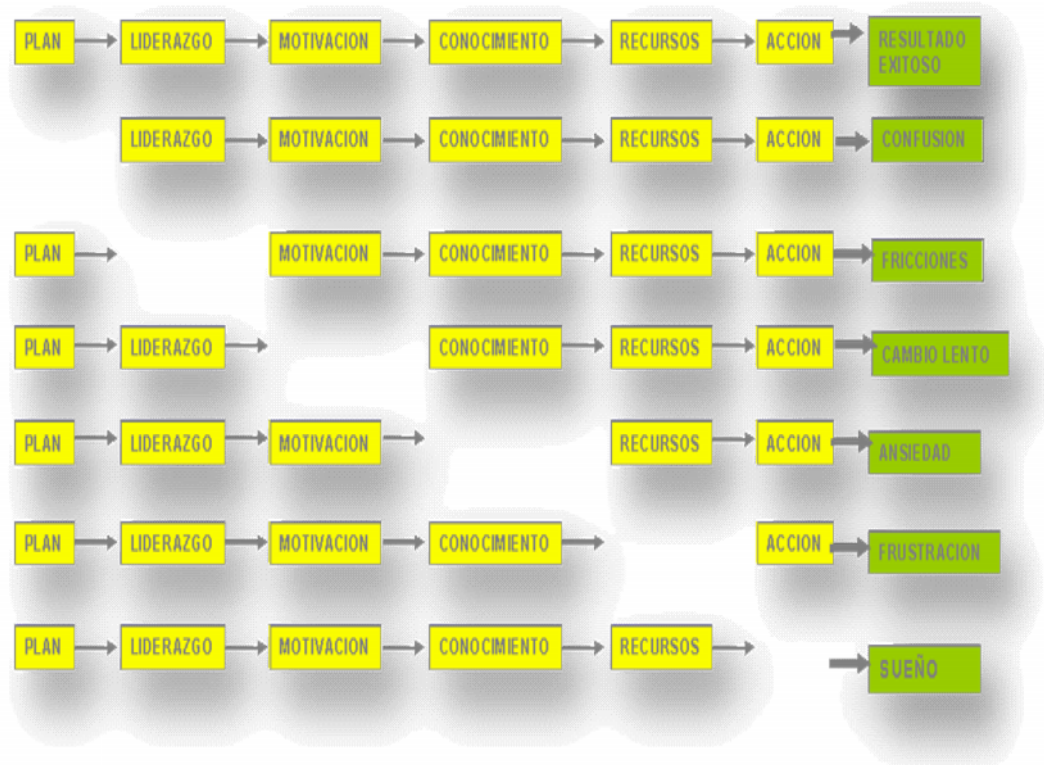 PLAN LIDERAZGO MOTIVACION CONOCIMIENTO RECURSOS ACCION RESULTADO
EXITOSO
LIDERAZGO MOTIVACION CONOCIMIENTO RECURSOS ACCION CONFUSION
PLAN MOTIVACION CONOCIMIENTO RECURSOS ACCION FRICCIONES
PLAN LIDERAZGO CONOCIMIENTO RECURSOS ACCION CAMBIO LENTO
PLAN LIDERAZGO MOTIVACION RECURSOS ACCION ANSIEDAD
PLAN LIDERAZGO MOTIVACION CONOCIMIENTO ACCION FRUSTRACION
PLAN LIDERAZGO MOTIVACION CONOCIMIENTO RECURSOS SUEÑO